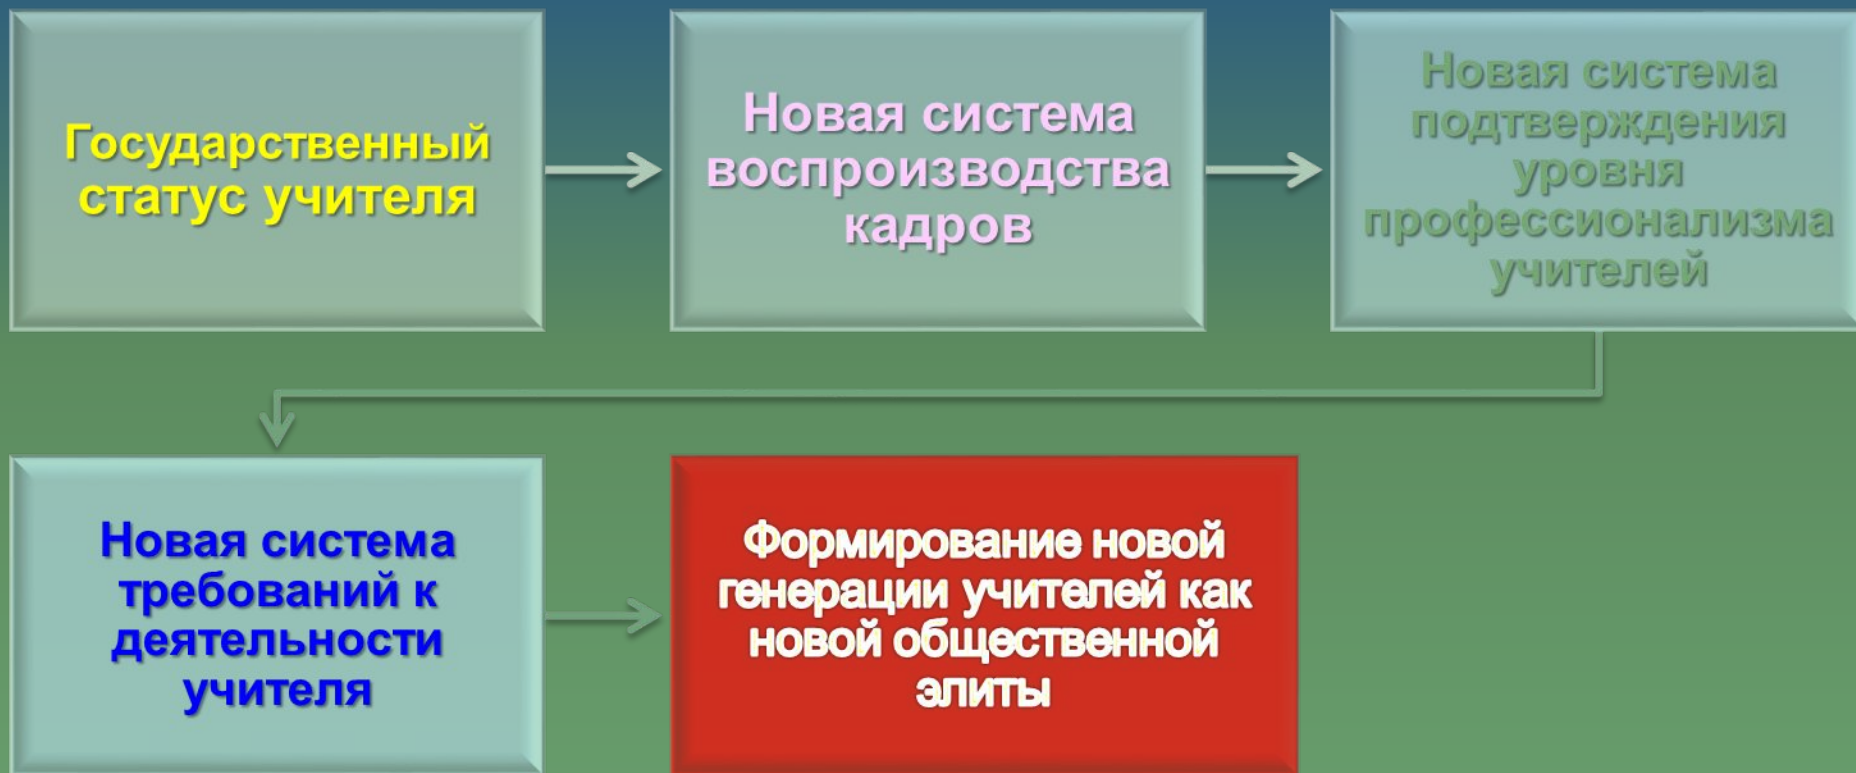 Государственный
статус учителя
Новая система
воспроизводства
кадров
Новая система
подтверждения
уровня
профессионализма
учителей
Новая система
требований к
деятельности
учителя
Формирование новой
генерации учителей как
новой общественной
элиты